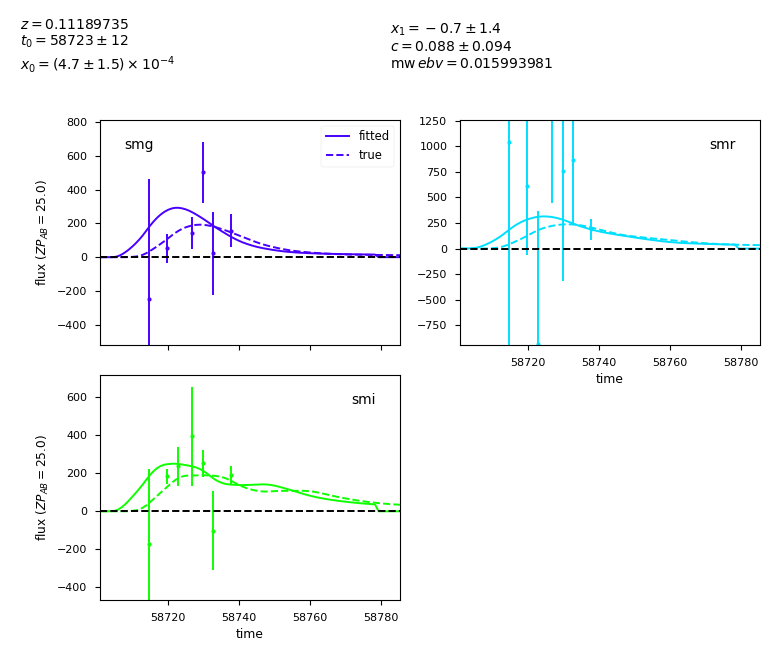 z = 0.11189735
t₀ = 58723 ± 12
x₀ = (4.7 ± 1.5) × 10⁻⁴
x₁ = −0.7 ± 1.4
c = 0.088 ± 0.094
mw ebv = 0.015993981
smg
fitted
true
800
600
400
200
0
−200
−400
flux (ZP_AB = 25.0)
smr
1250
1000
750
500
250
0
−250
−500
−750
58720 58740 58760 58780
time
smi
600
400
200
0
−200
−400
flux (ZP_AB = 25.0)
58720 58740 58760 58780
time